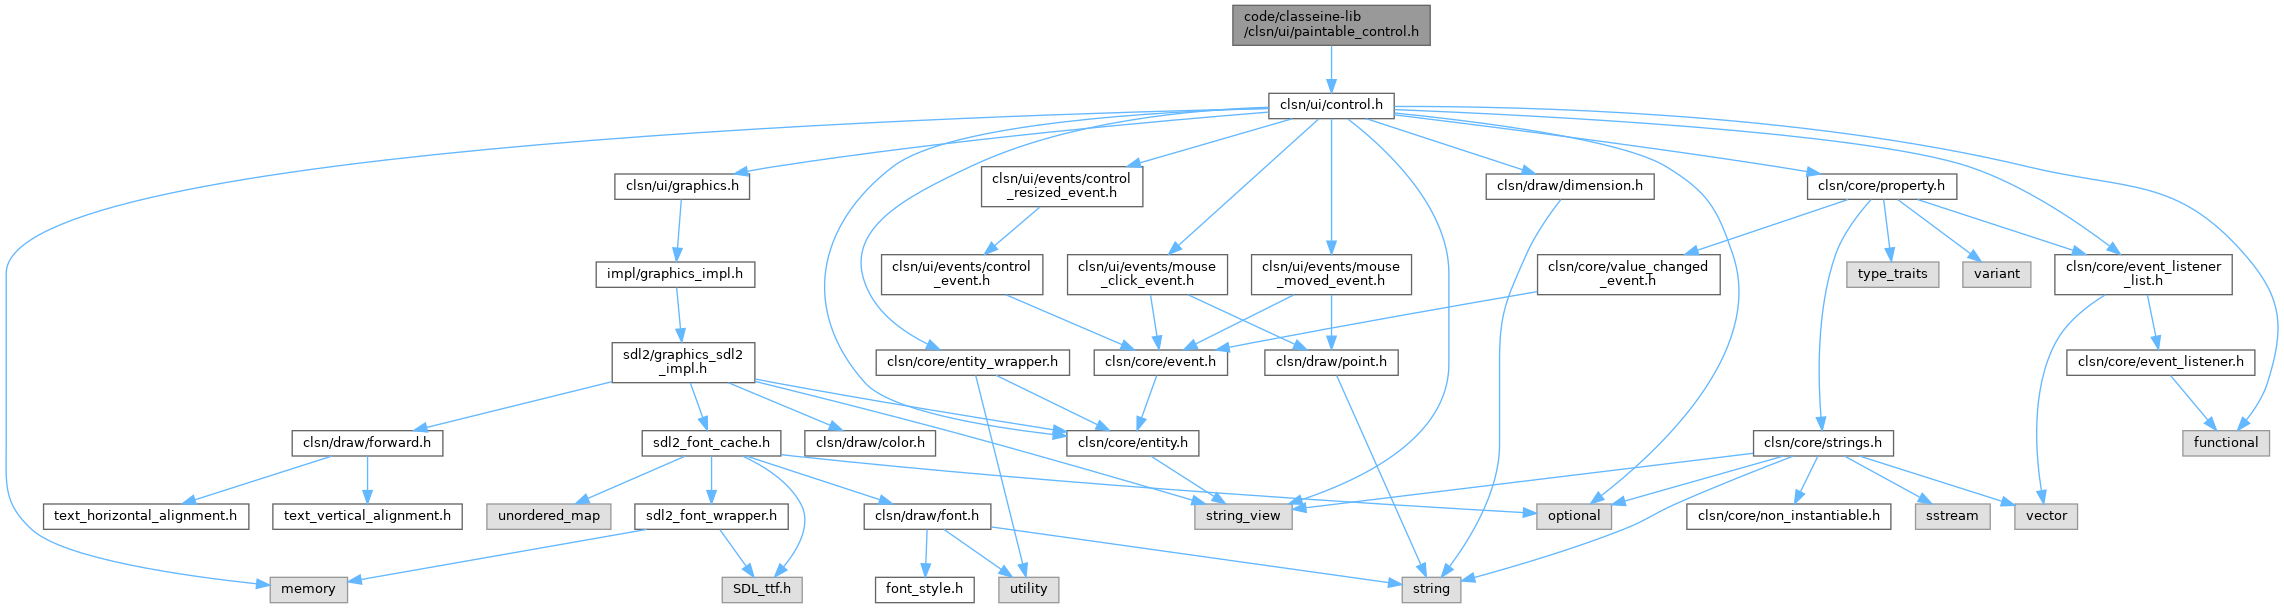 code/classeine-lib
/clsn/ui/paintable_control.h
clsn/ui/control.h
clsn/ui/graphics.h
clsn/ui/events/control
_resized_event.h
clsn/draw/dimension.h
clsn/core/property.h
impl/graphics_impl.h
clsn/ui/events/control
_event.h
clsn/ui/events/mouse
_click_event.h
clsn/ui/events/mouse
_moved_event.h
clsn/core/value_changed
_event.h
type_traits
variant
clsn/core/event_listener
_list.h
sdl2/graphics_sdl2
_impl.h
clsn/core/entity_wrapper.h
clsn/core/event.h
clsn/draw/point.h
clsn/core/event_listener.h
clsn/draw/forward.h
sdl2_font_cache.h
clsn/draw/color.h
clsn/core/entity.h
clsn/core/strings.h
functional
text_horizontal_alignment.h
text_vertical_alignment.h
unordered_map
sdl2_font_wrapper.h
clsn/draw/font.h
string_view
optional
clsn/core/non_instantiable.h
sstream
vector
memory
SDL_ttf.h
font_style.h
utility
string